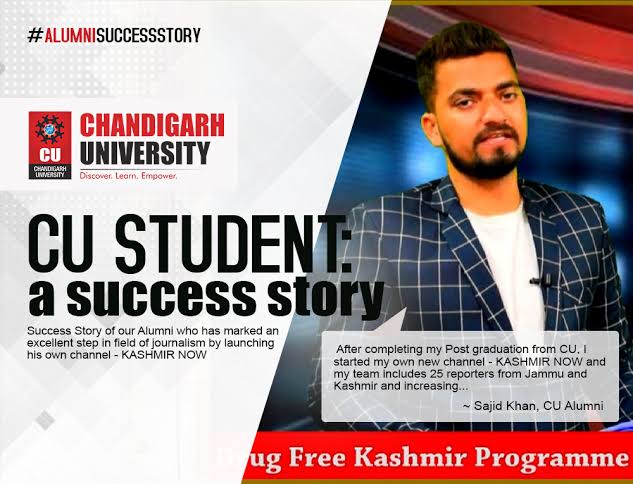 #ALUMNISUCCESSSTORY
CU
CHANDIGARH
UNIVERSITY
CHANDIGARH
UNIVERSITY
Discover. Learn. Empower.
CU STUDENT:
a success story
Success Story of our Alumni who has marked an
excellent step in field of journalism by launching
his own channel - KASHMIR NOW
After completing my Post graduation from CU, I
started my own new channel - KASHMIR NOW and
my team includes 25 reporters from Jammu and
Kashmir and increasing...
~ Sajid Khan, CU Alumni
Drug Free Kashmir Programme